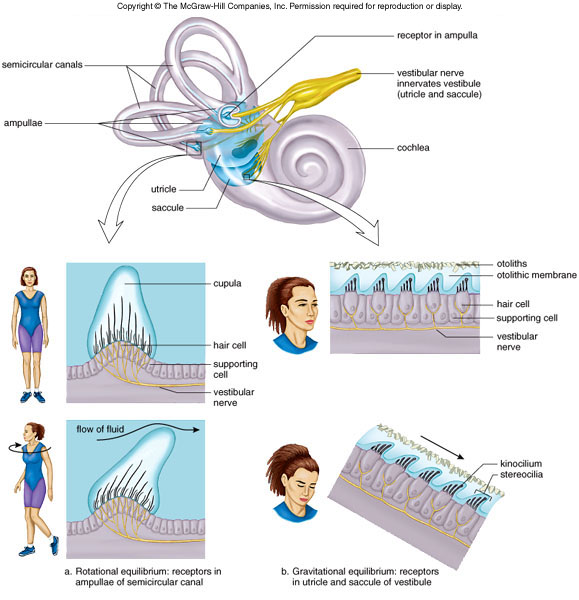 Copyright © The McGraw-Hill Companies, Inc. Permission required for reproduction or display.
receptor in ampulla
semicircular canals
vestibular nerve
innervates vestibule
(utricle and saccule)
ampullae
cochlea
utricle
saccule
cupula
hair cell
supporting
cell
vestibular
nerve
otoliths
otolithic membrane
hair cell
supporting cell
vestibular
nerve
flow of fluid
kinocilium
stereocilia
a. Rotational equilibrium: receptors in
ampullae of semicircular canal
b. Gravitational equilibrium: receptors
in utricle and saccule of vestibule